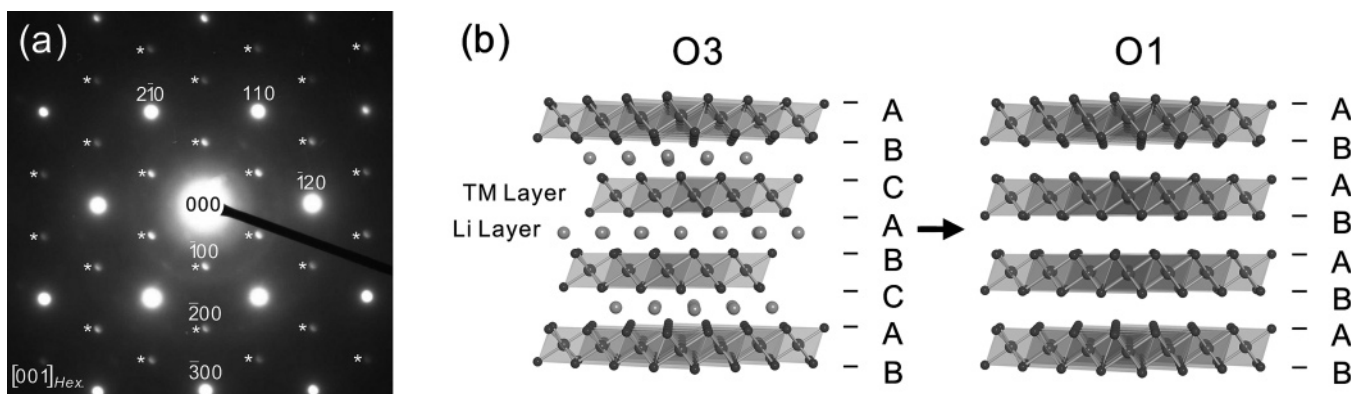 (a)
* * *
* * *
2̄10 110
* * *
* * *
000 1̄20
* * *
1̄00
* * *
2̄00
* * *
* * *
3̄00
[001]Hex.
(b)
O3
O1
TM Layer
Li Layer
– A
– B
– C
– A
– B
– C
– A
– B
– A
– B
– A
– B
– A
– B
– A
– B